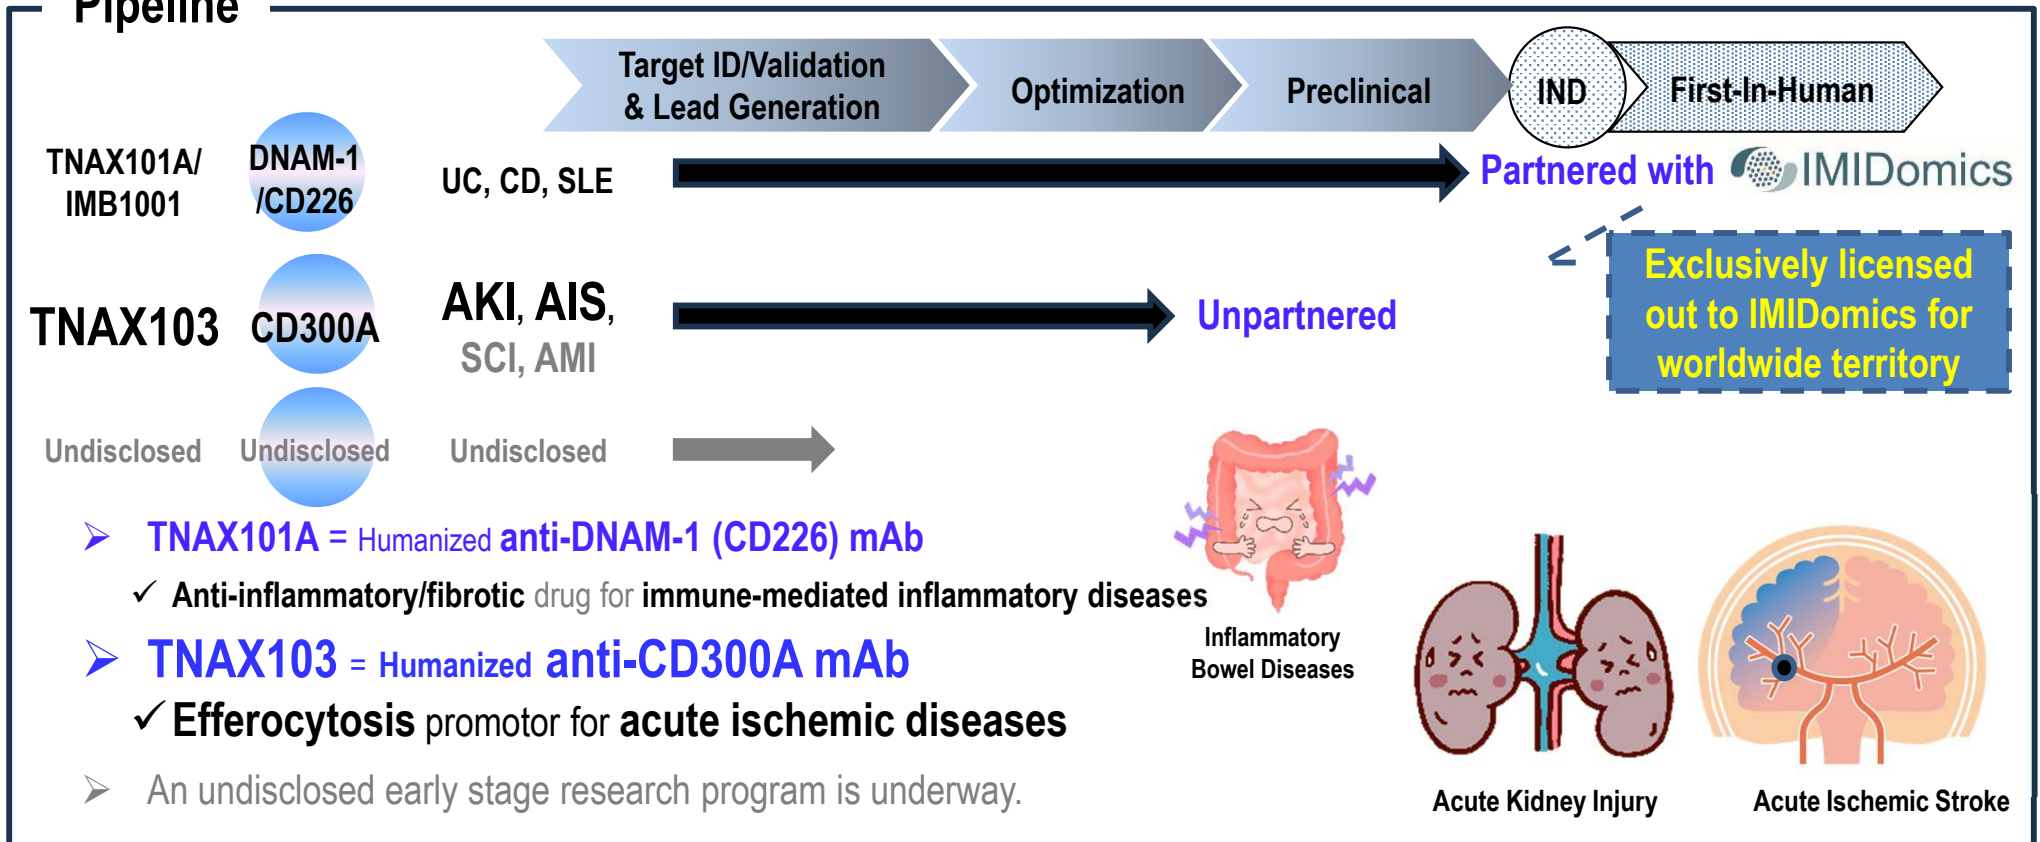 Pipeline
Target ID/Validation
& Lead Generation
Optimization
Preclinical
IND
First-In-Human
TNAX101A/
IMB1001
DNAM-1
/CD226
UC, CD, SLE
Partnered with IMIDomics
Exclusively licensed
out to IMIDomics for
worldwide territory
TNAX103
CD300A
AKI, AIS,
SCI, AMI
Unpartnered
Undisclosed
Undisclosed
Undisclosed
➢ TNAX101A = Humanized anti-DNAM-1 (CD226) mAb
✓ Anti-inflammatory/fibrotic drug for immune-mediated inflammatory diseases
➢ TNAX103 = Humanized anti-CD300A mAb
✓ Efferocytosis promotor for acute ischemic diseases
➢ An undisclosed early stage research program is underway.
Inflammatory
Bowel Diseases
Acute Kidney Injury
Acute Ischemic Stroke